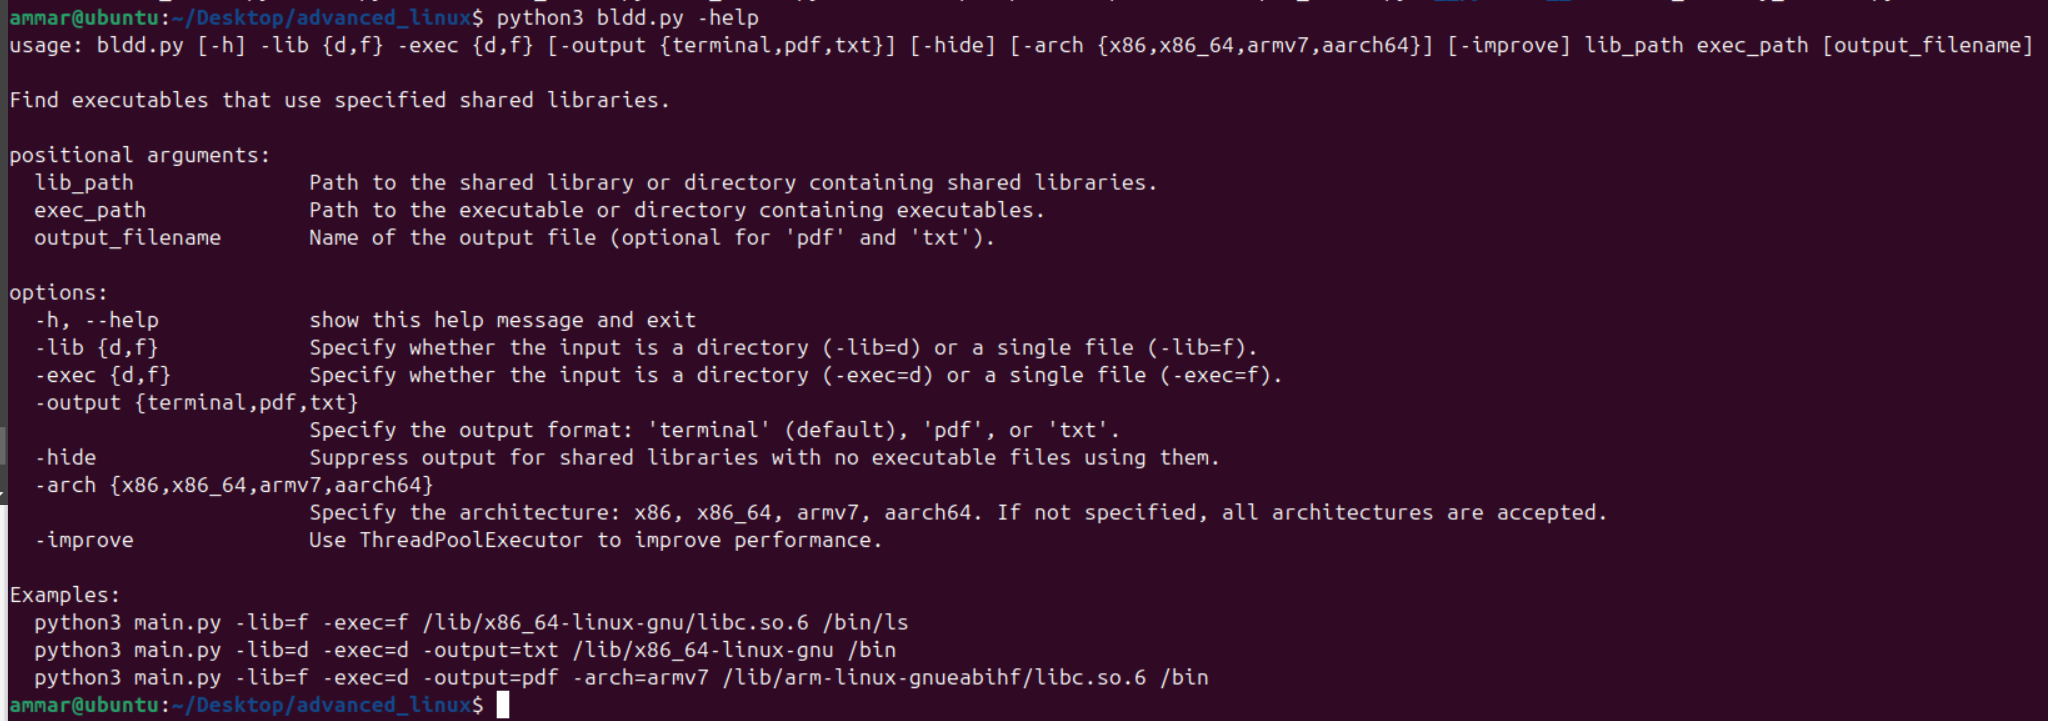 ammar@ubuntu:~/Desktop/advanced_linux$ python3 bldd.py -help
usage: bldd.py [-h] -lib {d,f} -exec {d,f} [-output {terminal,pdf,txt}] [-hide] [-arch {x86,x86_64,armv7,aarch64}] [-improve] lib_path exec_path [output_filename]
Find executables that use specified shared libraries.
positional arguments:
lib_path Path to the shared library or directory containing shared libraries.
exec_path Path to the executable or directory containing executables.
output_filename Name of the output file (optional for 'pdf' and 'txt').
options:
-h, --help show this help message and exit
-lib {d,f} Specify whether the input is a directory (-lib=d) or a single file (-lib=f).
-exec {d,f} Specify whether the input is a directory (-exec=d) or a single file (-exec=f).
-output {terminal,pdf,txt}
Specify the output format: 'terminal' (default), 'pdf', or 'txt'.
-hide Suppress output for shared libraries with no executable files using them.
-arch {x86,x86_64,armv7,aarch64}
Specify the architecture: x86, x86_64, armv7, aarch64. If not specified, all architectures are accepted.
-improve Use ThreadPoolExecutor to improve performance.
Examples:
python3 main.py -lib=f -exec=f /lib/x86_64-linux-gnu/libc.so.6 /bin/ls
python3 main.py -lib=d -exec=d -output=txt /lib/x86_64-linux-gnu /bin
python3 main.py -lib=f -exec=d -output=pdf -arch=armv7 /lib/arm-linux-gnueabihf/libc.so.6 /bin
ammar@ubuntu:~/Desktop/advanced_linux$